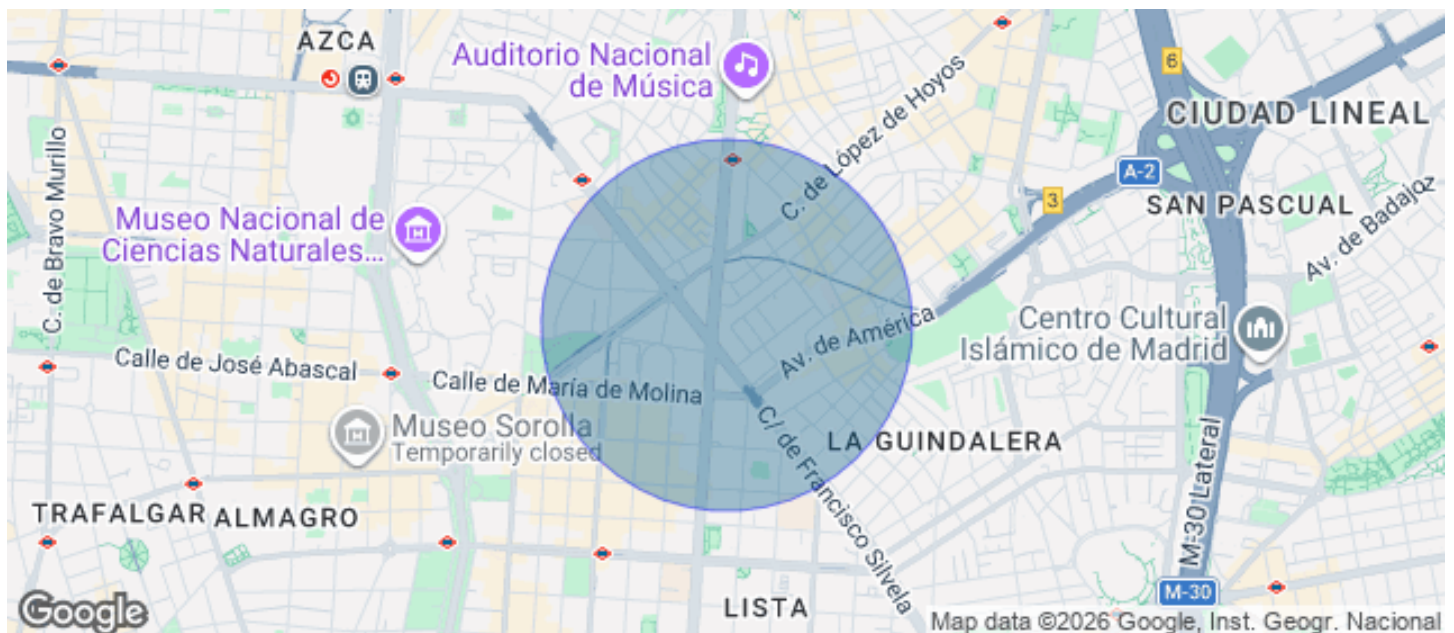 AZCA
Auditorio Nacional
de Música
C. de López de Hoyos
6
CIUDAD LINEAL
A-2
3
SAN PASCUAL
Av. de Badajoz
C. de Bravo Murillo
Museo Nacional de
Ciencias Naturales...
Centro Cultural
Islámico de Madrid
Av. de América
Calle de José Abascal
Calle de María de Molina
Museo Sorolla
Temporarily closed
C/ de Francisco Silvela
LA GUINDALERA
M-30 Lateral
TRAFALGAR
ALMAGRO
LISTA
M-30
Google
Map data ©2026 Google, Inst. Geogr. Nacional